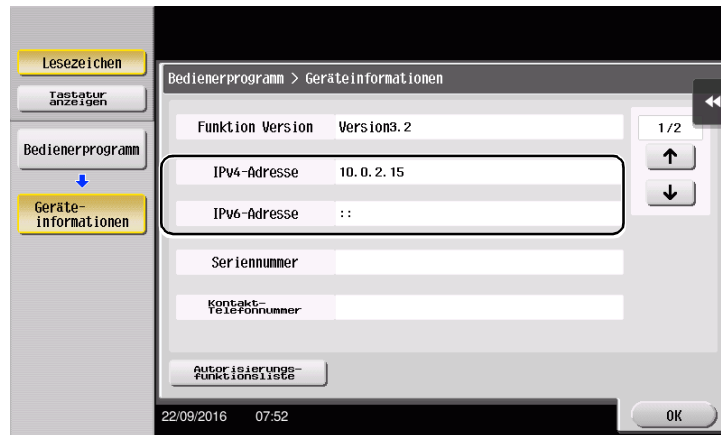 Lesezeichen
Tastatur
anzeigen
Bedienerprogramm
Geräte-
informationen
Bedienerprogramm > Geräteinformationen
Funktion Version Version3.2
1/2
IPv4-Adresse 10.0.2.15
IPv6-Adresse ::
Seriennummer
Kontakt-
Telefonnummer
Autorisierungs-
funktionsliste
22/09/2016 07:52
OK